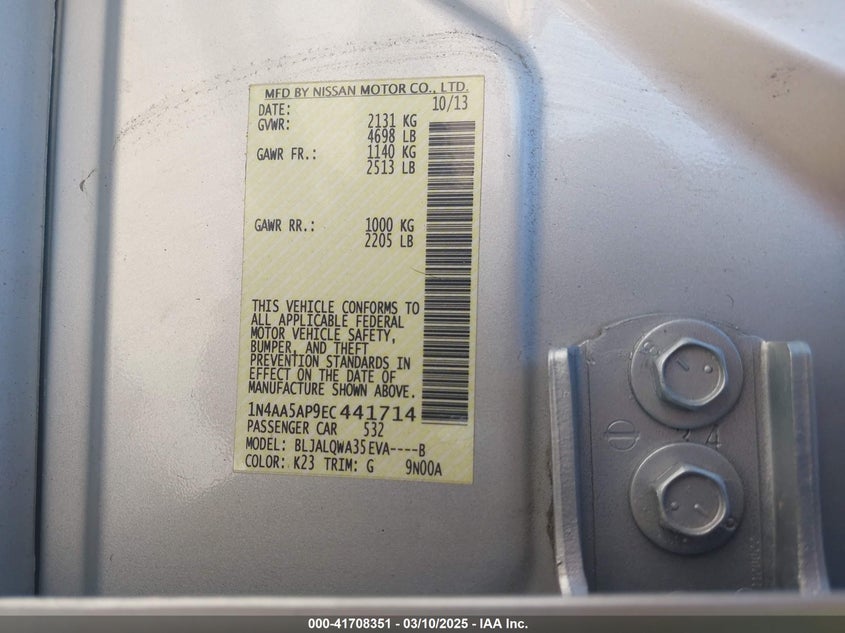 MFD BY NISSAN MOTOR CO., LTD.
DATE: 10/13
GVWR: 2131 KG
4698 LB
GAWR FR.: 1140 KG
2513 LB
GAWR RR.: 1000 KG
2205 LB
THIS VEHICLE CONFORMS TO
ALL APPLICABLE FEDERAL
MOTOR VEHICLE SAFETY,
BUMPER, AND THEFT
PREVENTION STANDARDS IN
EFFECT ON THE DATE OF
MANUFACTURE SHOWN ABOVE.
1N4AA5AP9EC441714
PASSENGER CAR 532
MODEL: BLJALQWA35EVA----B
COLOR: K23 TRIM: G 9N00A
34
000-41708351 — 03/10/2025 — IAA Inc.